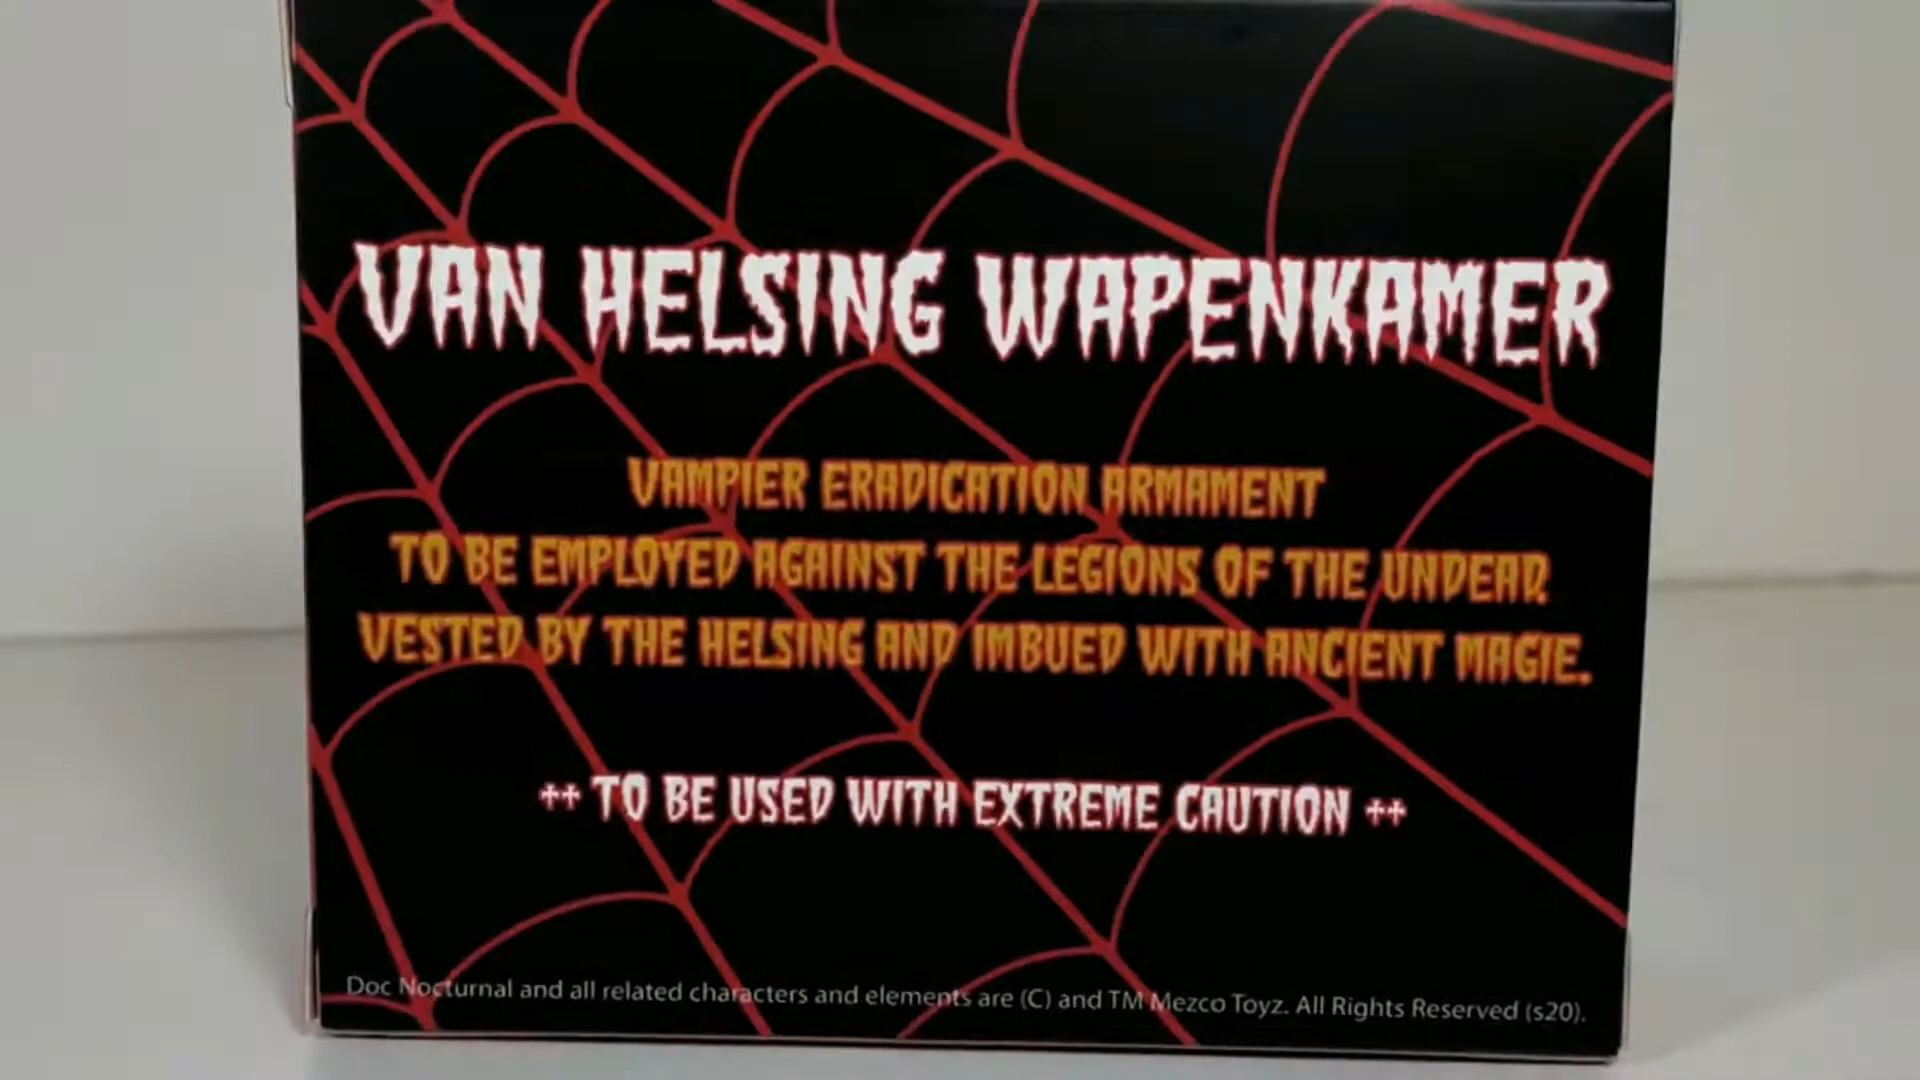 VAN HELSING WAPENKAMER
VAMPIER ERADICATION ARMAMENT
TO BE EMPLOYED AGAINST THE LEGIONS OF THE UNDEAD.
VESTED BY THE HELSING AND IMBUED WITH ANCIENT MAGIE.
++ TO BE USED WITH EXTREME CAUTION ++
Doc Nocturnal and all related characters and elements are (C) and TM Mezco Toyz. All Rights Reserved (s20).